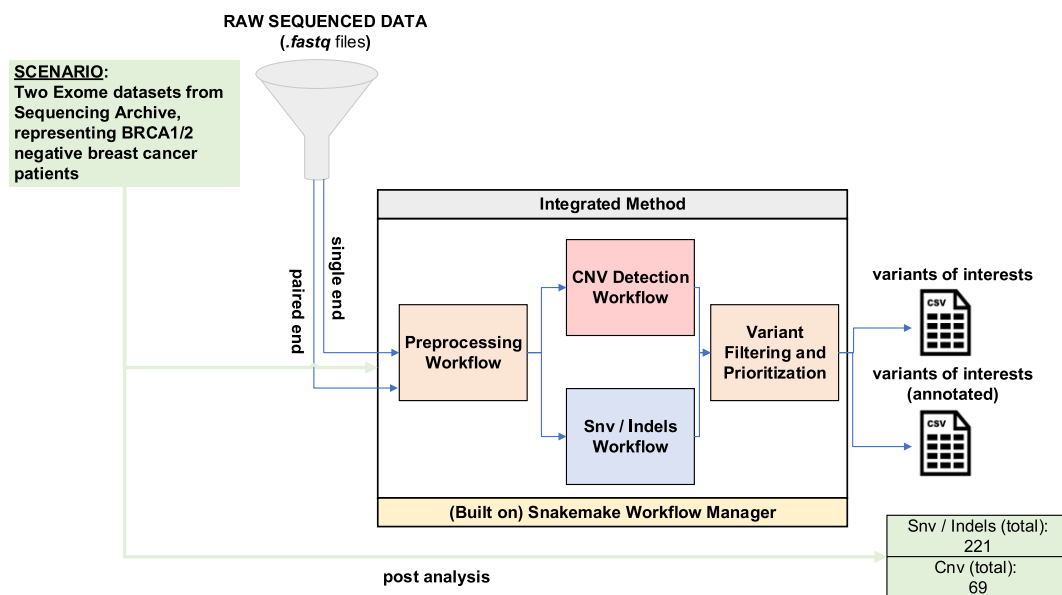 RAW SEQUENCED DATA
(.fastq files)
SCENARIO:
Two Exome datasets from
Sequencing Archive,
representing BRCA1/2
negative breast cancer
patients
single end
paired end
Integrated Method
Preprocessing
Workflow
CNV Detection
Workflow
Snv / Indels
Workflow
Variant
Filtering and
Prioritization
(Built on) Snakemake Workflow Manager
variants of interests
CSV
variants of interests
(annotated)
CSV
post analysis
Snv / Indels (total):
221
Cnv (total):
69